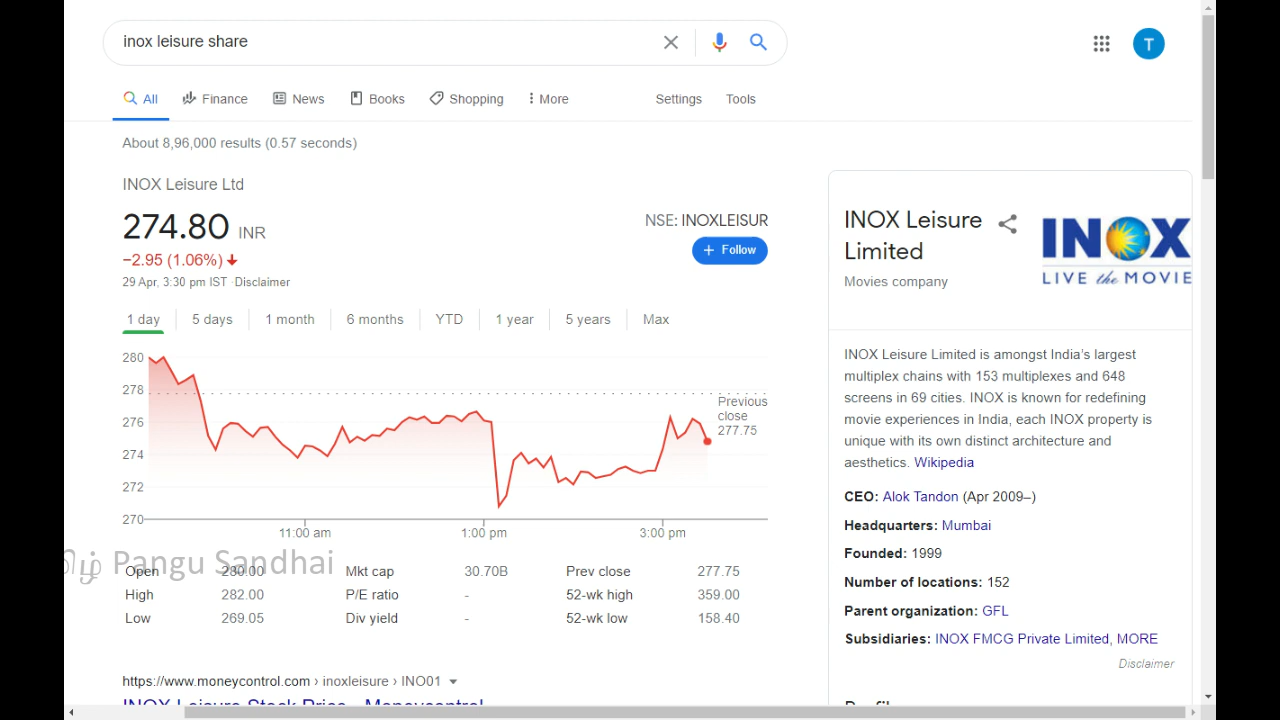 inox leisure share
T
All
Finance
News
Books
Shopping
More
Settings
Tools
About 8,96,000 results (0.57 seconds)
INOX Leisure Ltd
274.80 INR
−2.95 (1.06%)
29 Apr, 3:30 pm IST · Disclaimer
NSE: INOXLEISUR
+ Follow
1 day
5 days
1 month
6 months
YTD
1 year
5 years
Max
280
278
276
274
272
270
Previous
close
277.75
11:00 am
1:00 pm
3:00 pm
Pangu Sandhai
Open 280.00 Mkt cap 30.70B Prev close 277.75
High 282.00 P/E ratio - 52-wk high 359.00
Low 269.05 Div yield - 52-wk low 158.40
https://www.moneycontrol.com › inoxleisure › INO01
INOX Leisure Stock Price - Moneycontrol
INOX Leisure
Limited
Movies company
INOX
LIVE the MOVIE
INOX Leisure Limited is amongst India's largest
multiplex chains with 153 multiplexes and 648
screens in 69 cities. INOX is known for redefining
movie experiences in India, each INOX property is
unique with its own distinct architecture and
aesthetics. Wikipedia
CEO: Alok Tandon (Apr 2009–)
Headquarters: Mumbai
Founded: 1999
Number of locations: 152
Parent organization: GFL
Subsidiaries: INOX FMCG Private Limited, MORE
Disclaimer